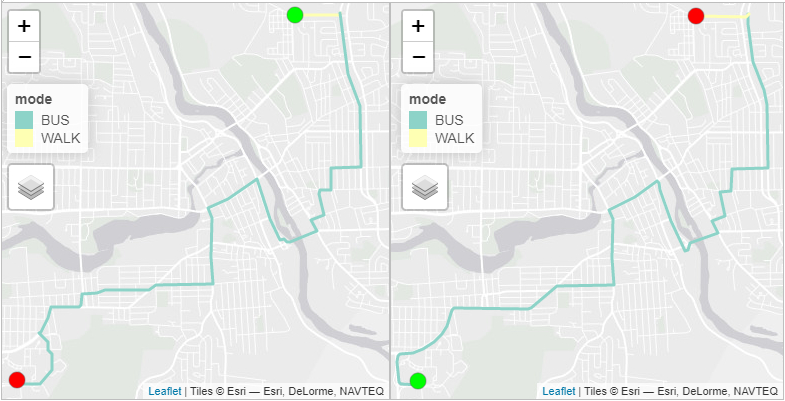 +
−
mode
BUS
WALK
Leaflet | Tiles © Esri — Esri, DeLorme, NAVTEQ
+
−
mode
BUS
WALK
Leaflet | Tiles © Esri — Esri, DeLorme, NAVTEQ